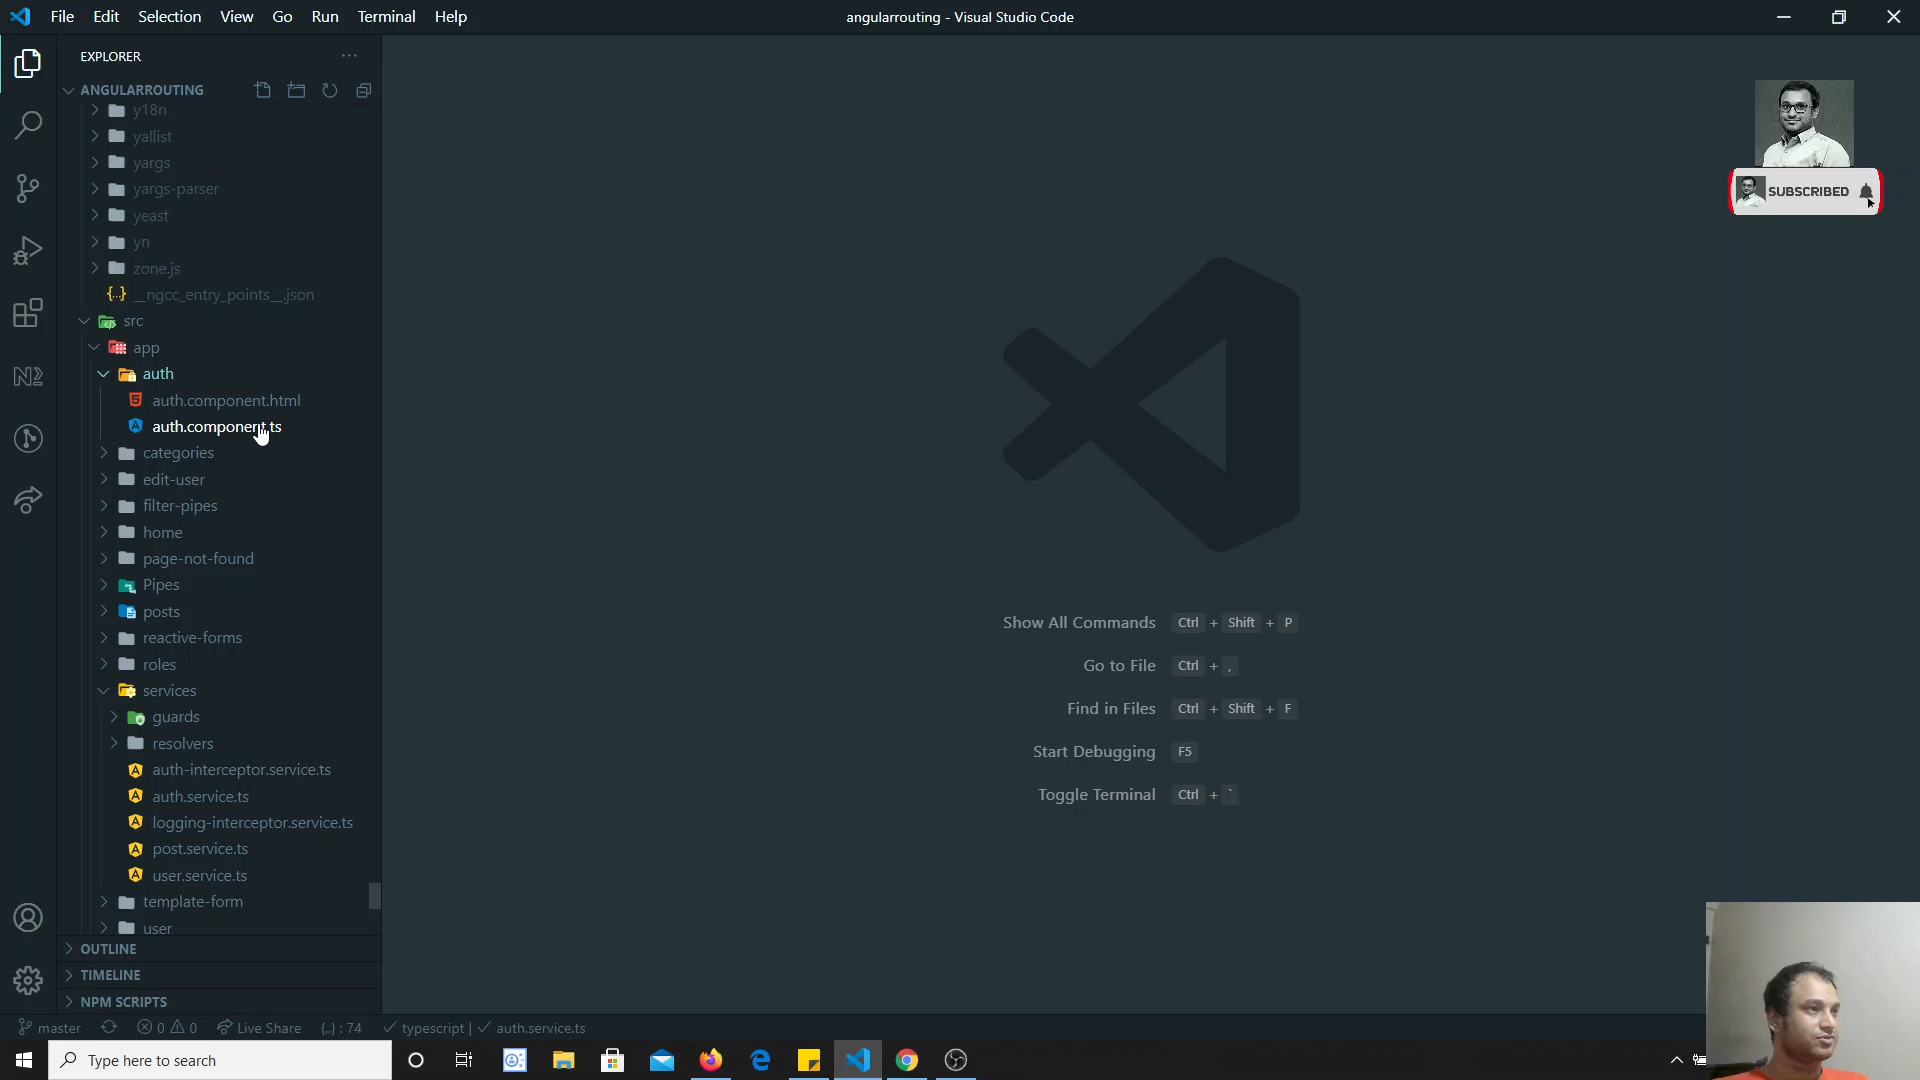 File Edit Selection View Go Run Terminal Help
angularrouting - Visual Studio Code
EXPLORER
ANGULARROUTING
y18n
yallist
yargs
yargs-parser
yeast
yn
zone.js
__ngcc_entry_points__.json
src
app
auth
auth.component.html
auth.component.ts
categories
edit-user
filter-pipes
home
page-not-found
Pipes
posts
reactive-forms
roles
services
guards
resolvers
auth-interceptor.service.ts
auth.service.ts
logging-interceptor.service.ts
post.service.ts
user.service.ts
template-form
user
OUTLINE
TIMELINE
NPM SCRIPTS
SUBSCRIBED
Show All Commands Ctrl + Shift + P
Go to File Ctrl + ,
Find in Files Ctrl + Shift + F
Start Debugging F5
Toggle Terminal Ctrl + `
master 0 0 Live Share {..} : 74 typescript | auth.service.ts
Type here to search